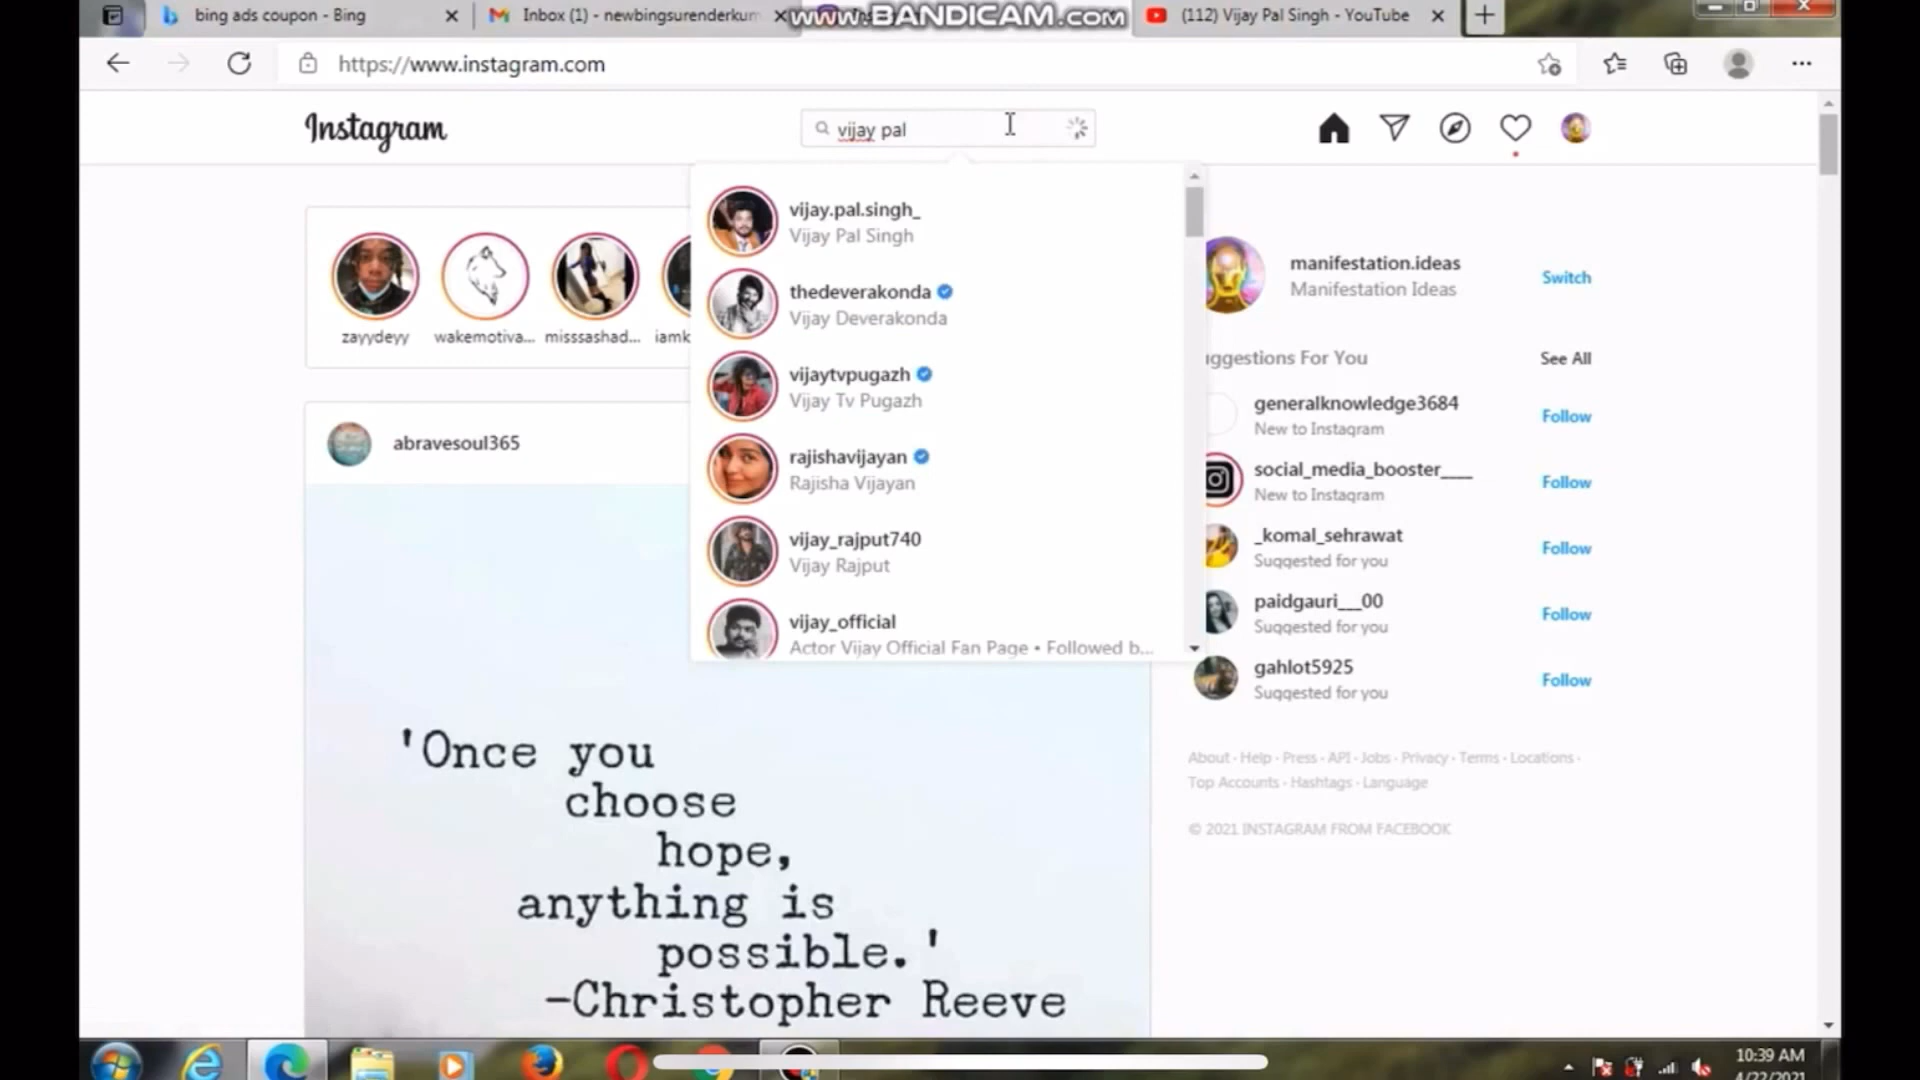 bing ads coupon - Bing
Inbox (1) - newbingsurenderkum
www.BANDICAM.com
(112) Vijay Pal Singh - YouTube
https://www.instagram.com
Instagram
vijay pal
vijay.pal.singh_
Vijay Pal Singh
thedeverakonda
Vijay Deverakonda
vijaytvpugazh
Vijay Tv Pugazh
rajishavijayan
Rajisha Vijayan
vijay_rajput740
Vijay Rajput
vijay_official
Actor Vijay Official Fan Page • Followed b...
zayydeyy
wakemotiva...
misssashad...
iamk
manifestation.ideas
Manifestation Ideas
Switch
ggestions For You
See All
generalknowledge3684
New to Instagram
Follow
social_media_booster____
New to Instagram
Follow
_komal_sehrawat
Suggested for you
Follow
paidgauri___00
Suggested for you
Follow
gahlot5925
Suggested for you
Follow
abravesoul365
'Once you
choose
hope,
anything is
possible.'
-Christopher Reeve
About · Help · Press · API · Jobs · Privacy · Terms · Locations ·
Top Accounts · Hashtags · Language
© 2021 INSTAGRAM FROM FACEBOOK
10:39 AM
4/22/2021